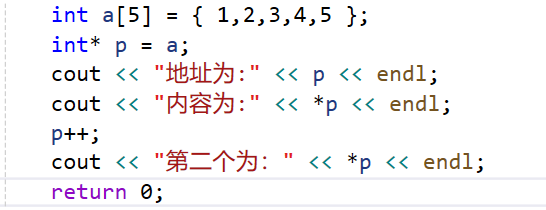 int a[5] = { 1,2,3,4,5 };
int* p = a;
cout << "地址为:" << p << endl;
cout << "内容为:" << *p << endl;
p++;
cout << "第二个为: " << *p << endl;
return 0;